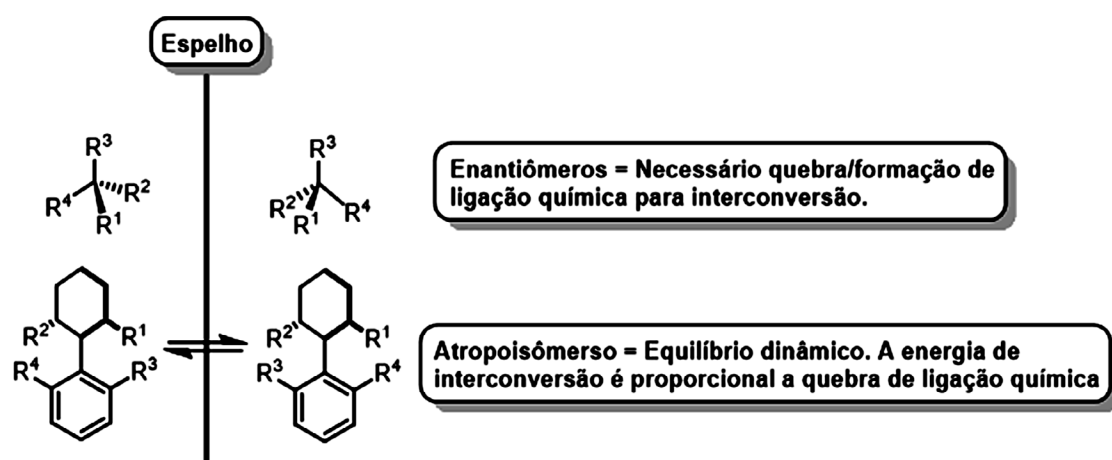 Espelho
R³
R⁴
R²
R¹
R³
R²
R¹
R⁴
Enantiômeros = Necessário quebra/formação de
ligação química para interconversão.
R²
R¹
R⁴
R³
R²
R¹
R³
R⁴
Atropoisômerso = Equilíbrio dinâmico. A energia de
interconversão é proporcional a quebra de ligação química